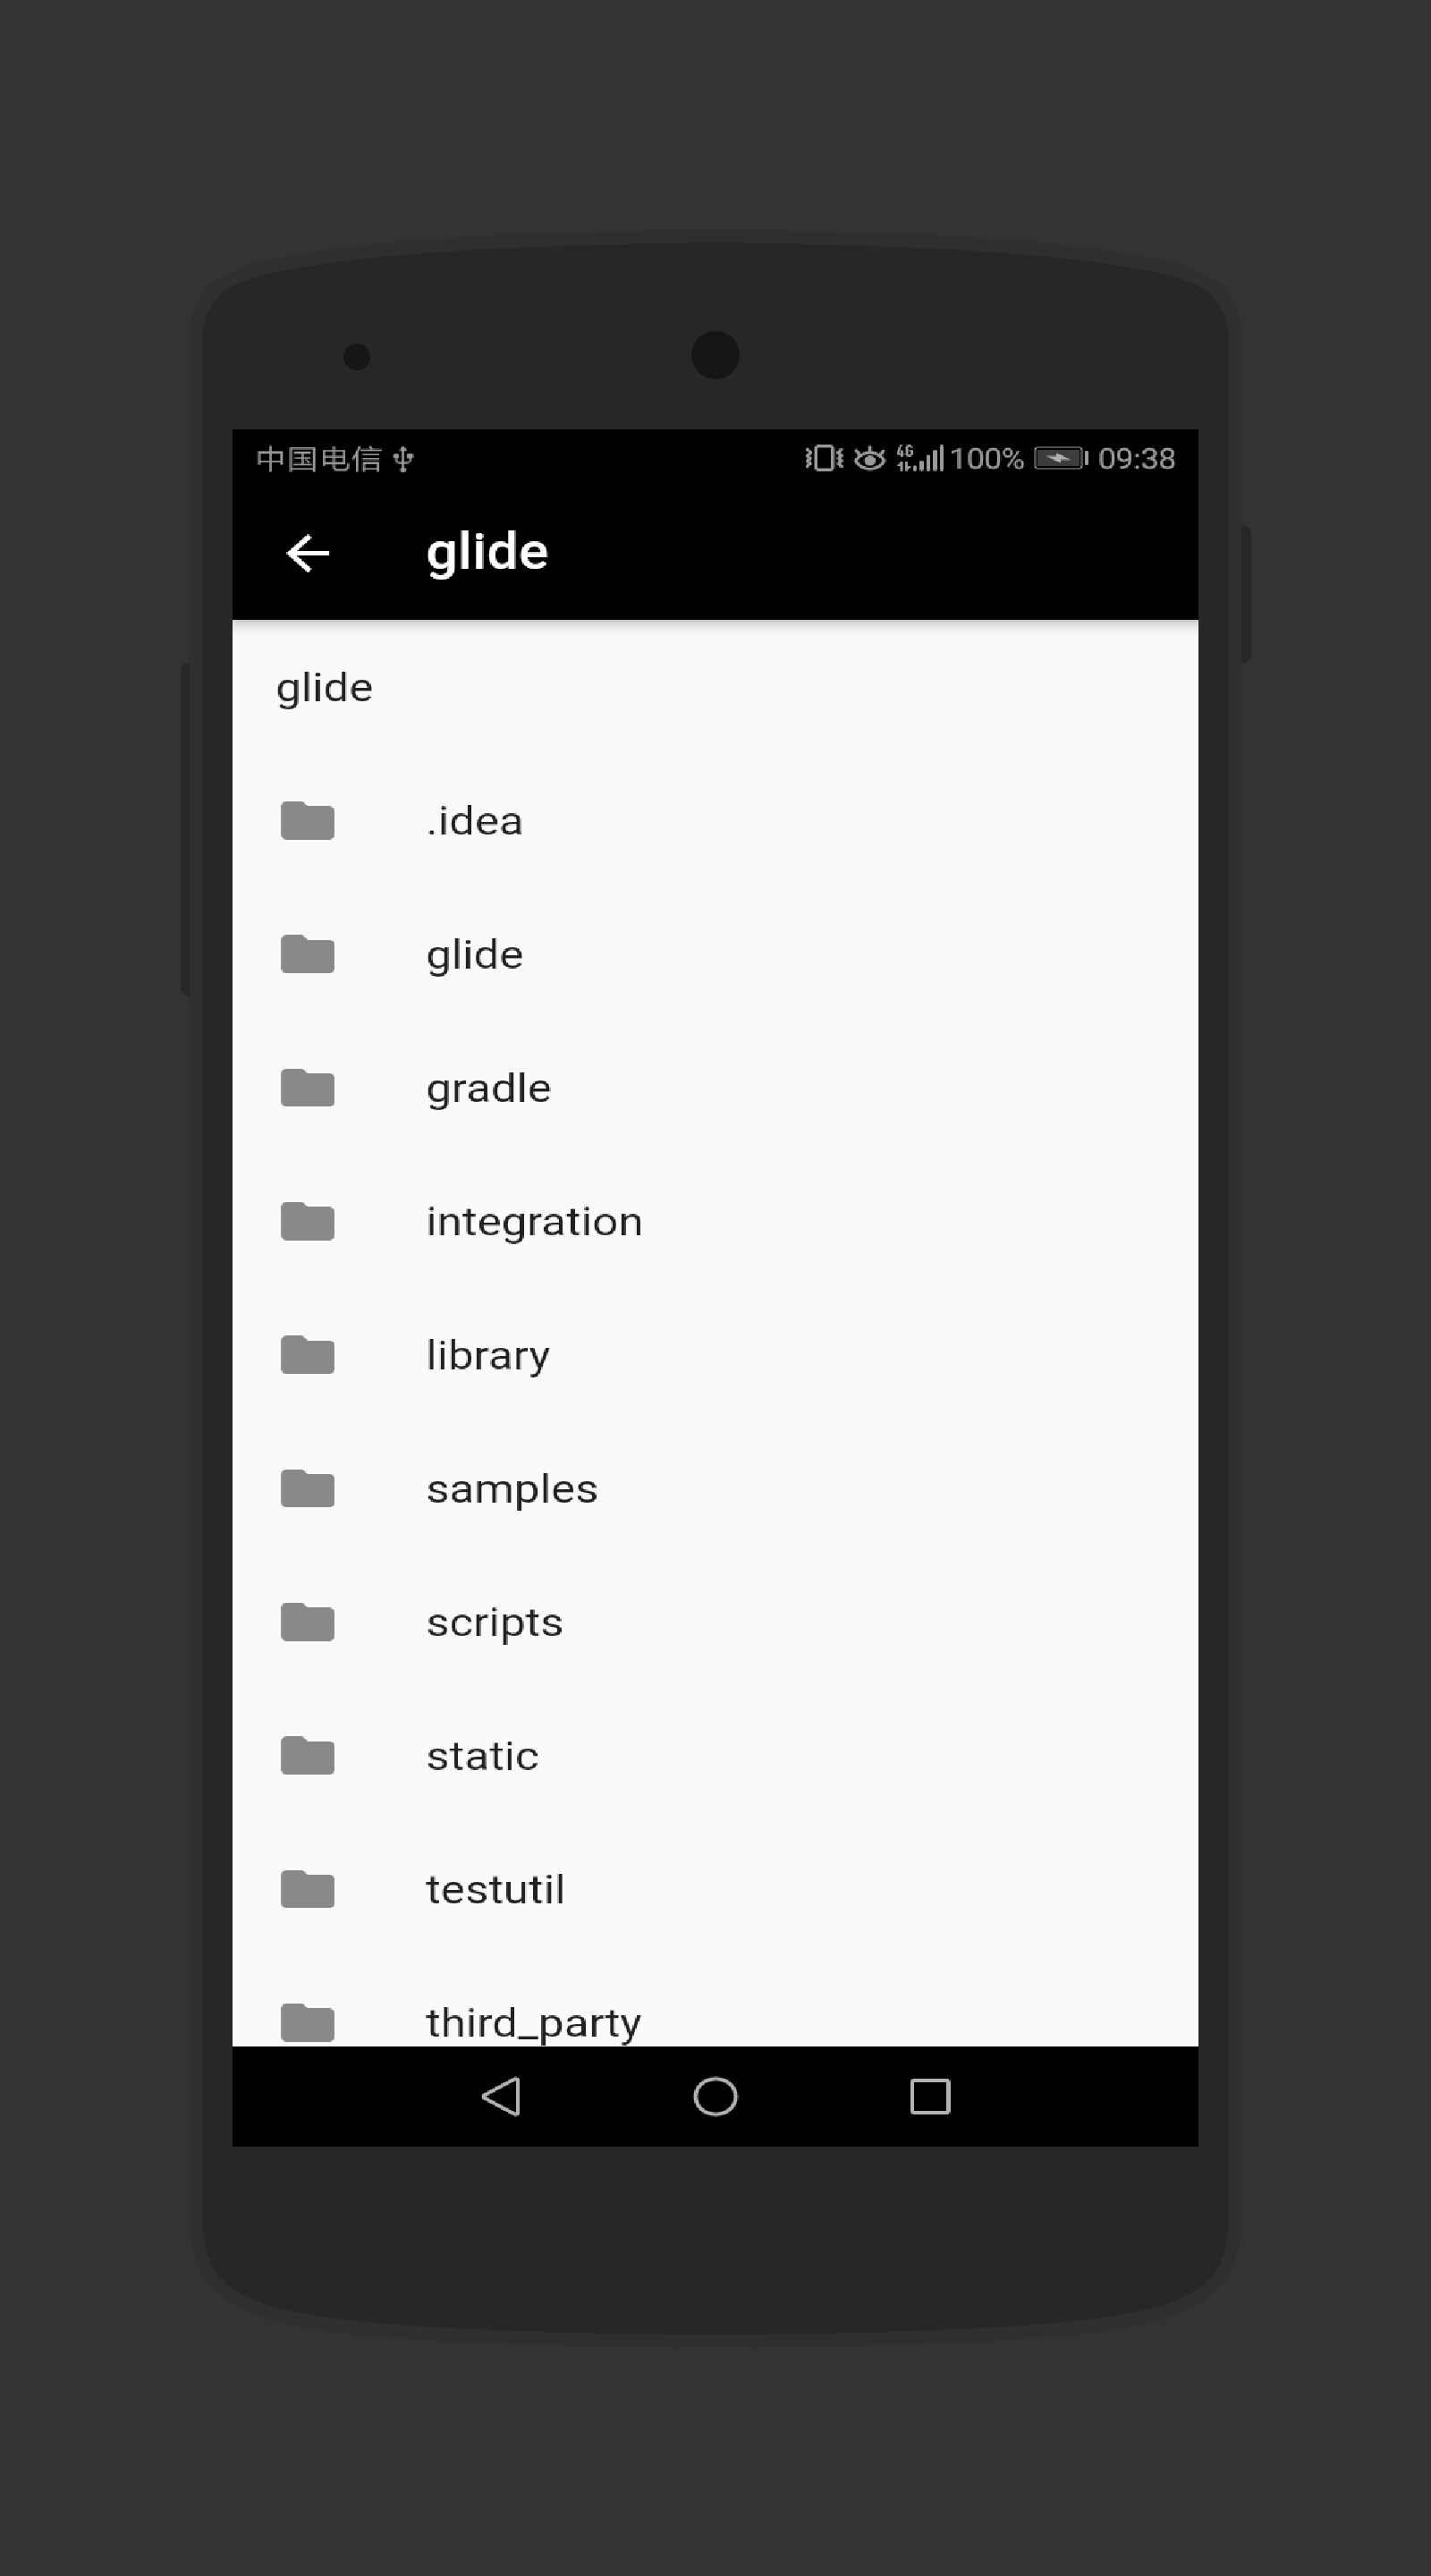 中国电信 4G 100% 09:38
glide
glide
.idea
glide
gradle
integration
library
samples
scripts
static
testutil
third_party